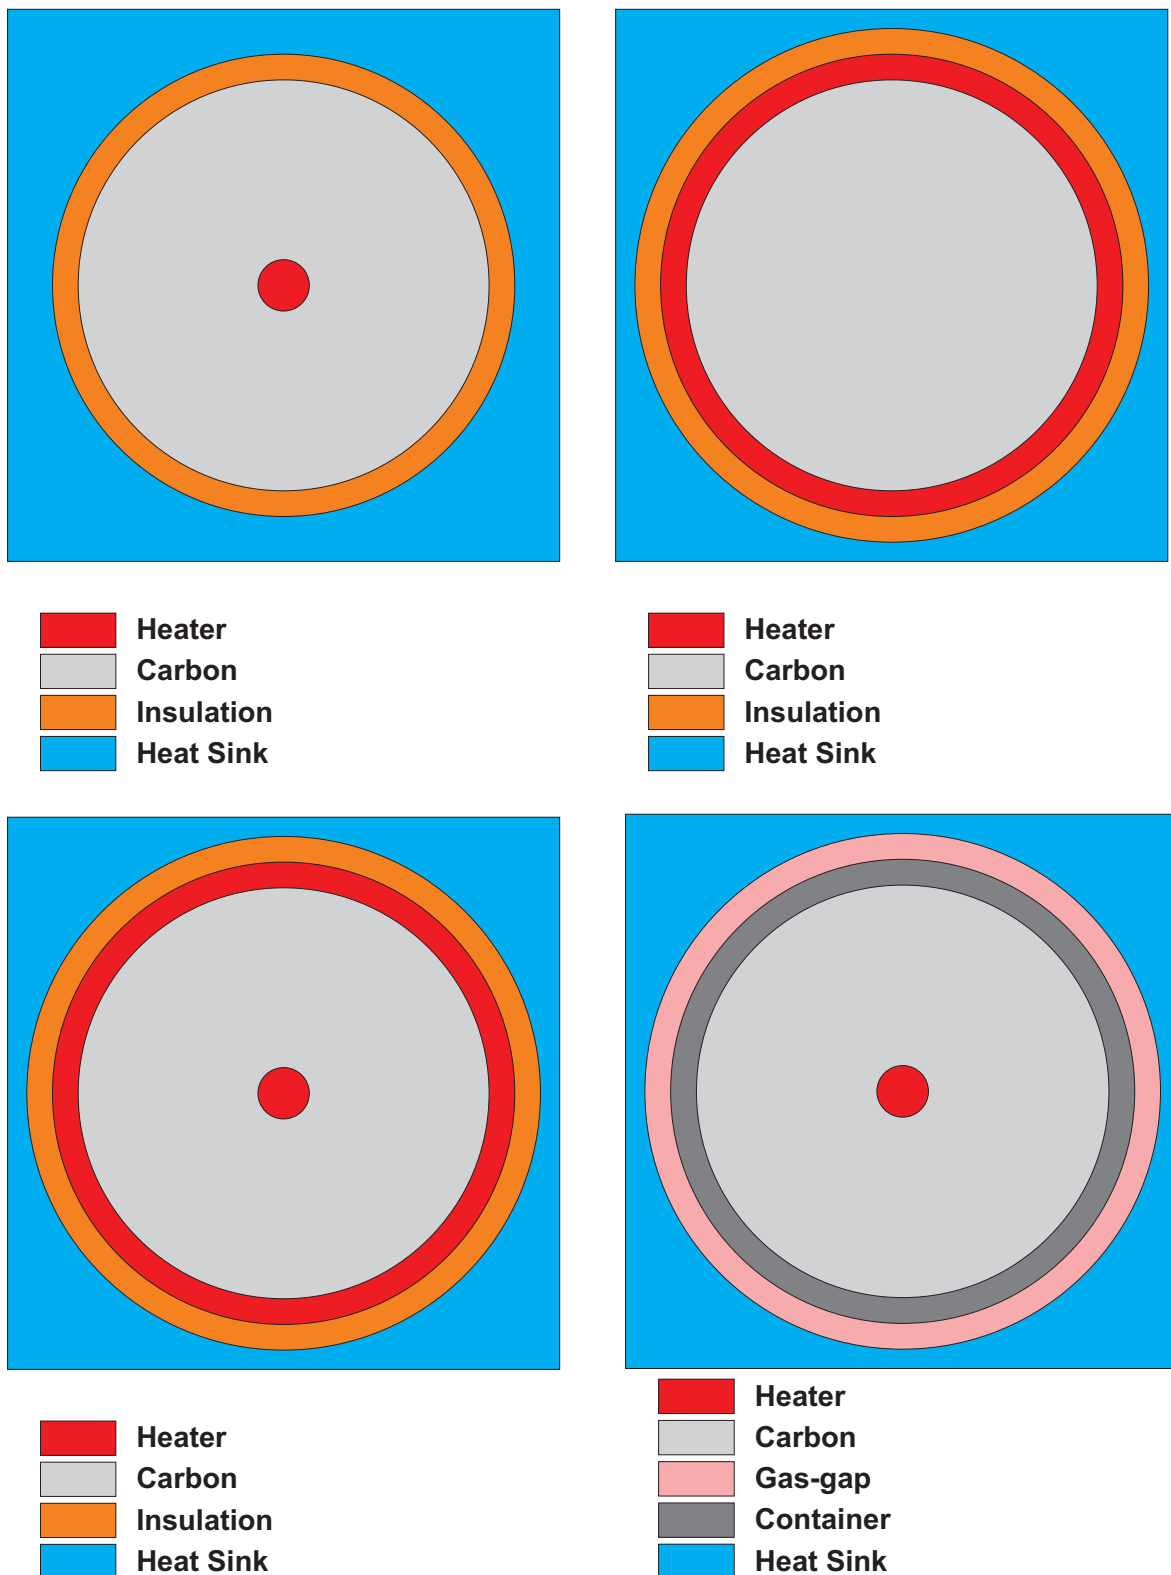 Heater
Carbon
Insulation
Heat Sink
Heater
Carbon
Insulation
Heat Sink
Heater
Carbon
Insulation
Heat Sink
Heater
Carbon
Gas-gap
Container
Heat Sink